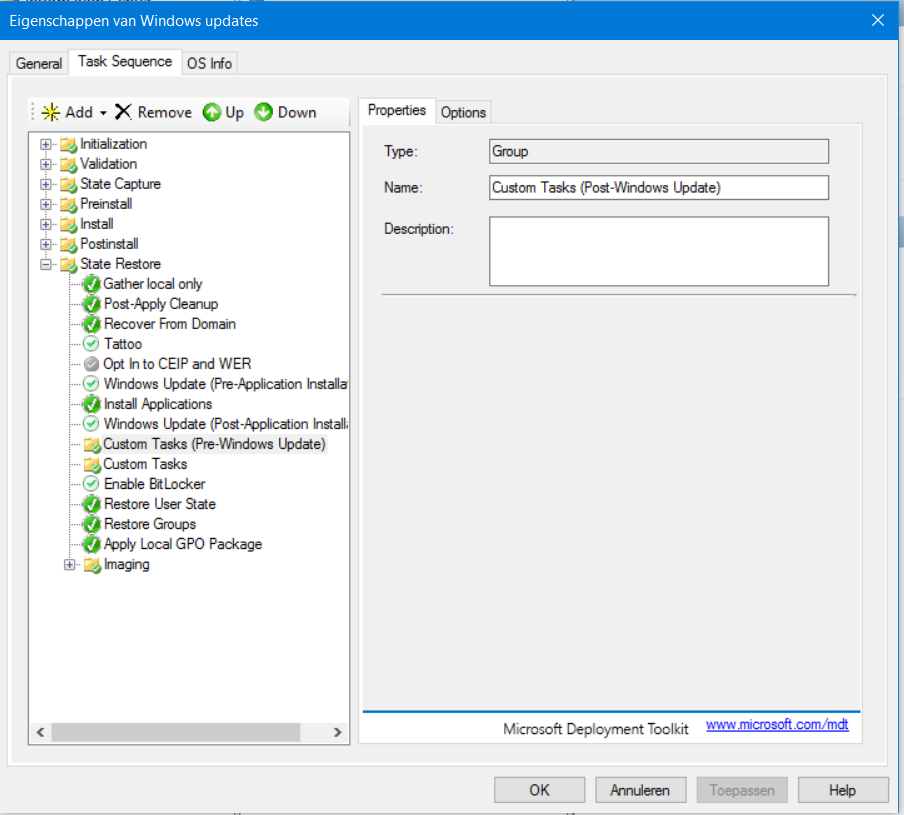 Eigenschappen van Windows updates
General Task Sequence OS Info
Add Remove Up Down
Initialization
Validation
State Capture
Preinstall
Install
Postinstall
State Restore
Gather local only
Post-Apply Cleanup
Recover From Domain
Tattoo
Opt In to CEIP and WER
Windows Update (Pre-Application Installa
Install Applications
Windows Update (Post-Application Install
Custom Tasks (Pre-Windows Update)
Custom Tasks
Enable BitLocker
Restore User State
Restore Groups
Apply Local GPO Package
Imaging
Properties Options
Type: Group
Name: Custom Tasks (Post-Windows Update)
Description:
Microsoft Deployment Toolkit www.microsoft.com/mdt
OK Annuleren Toepassen Help